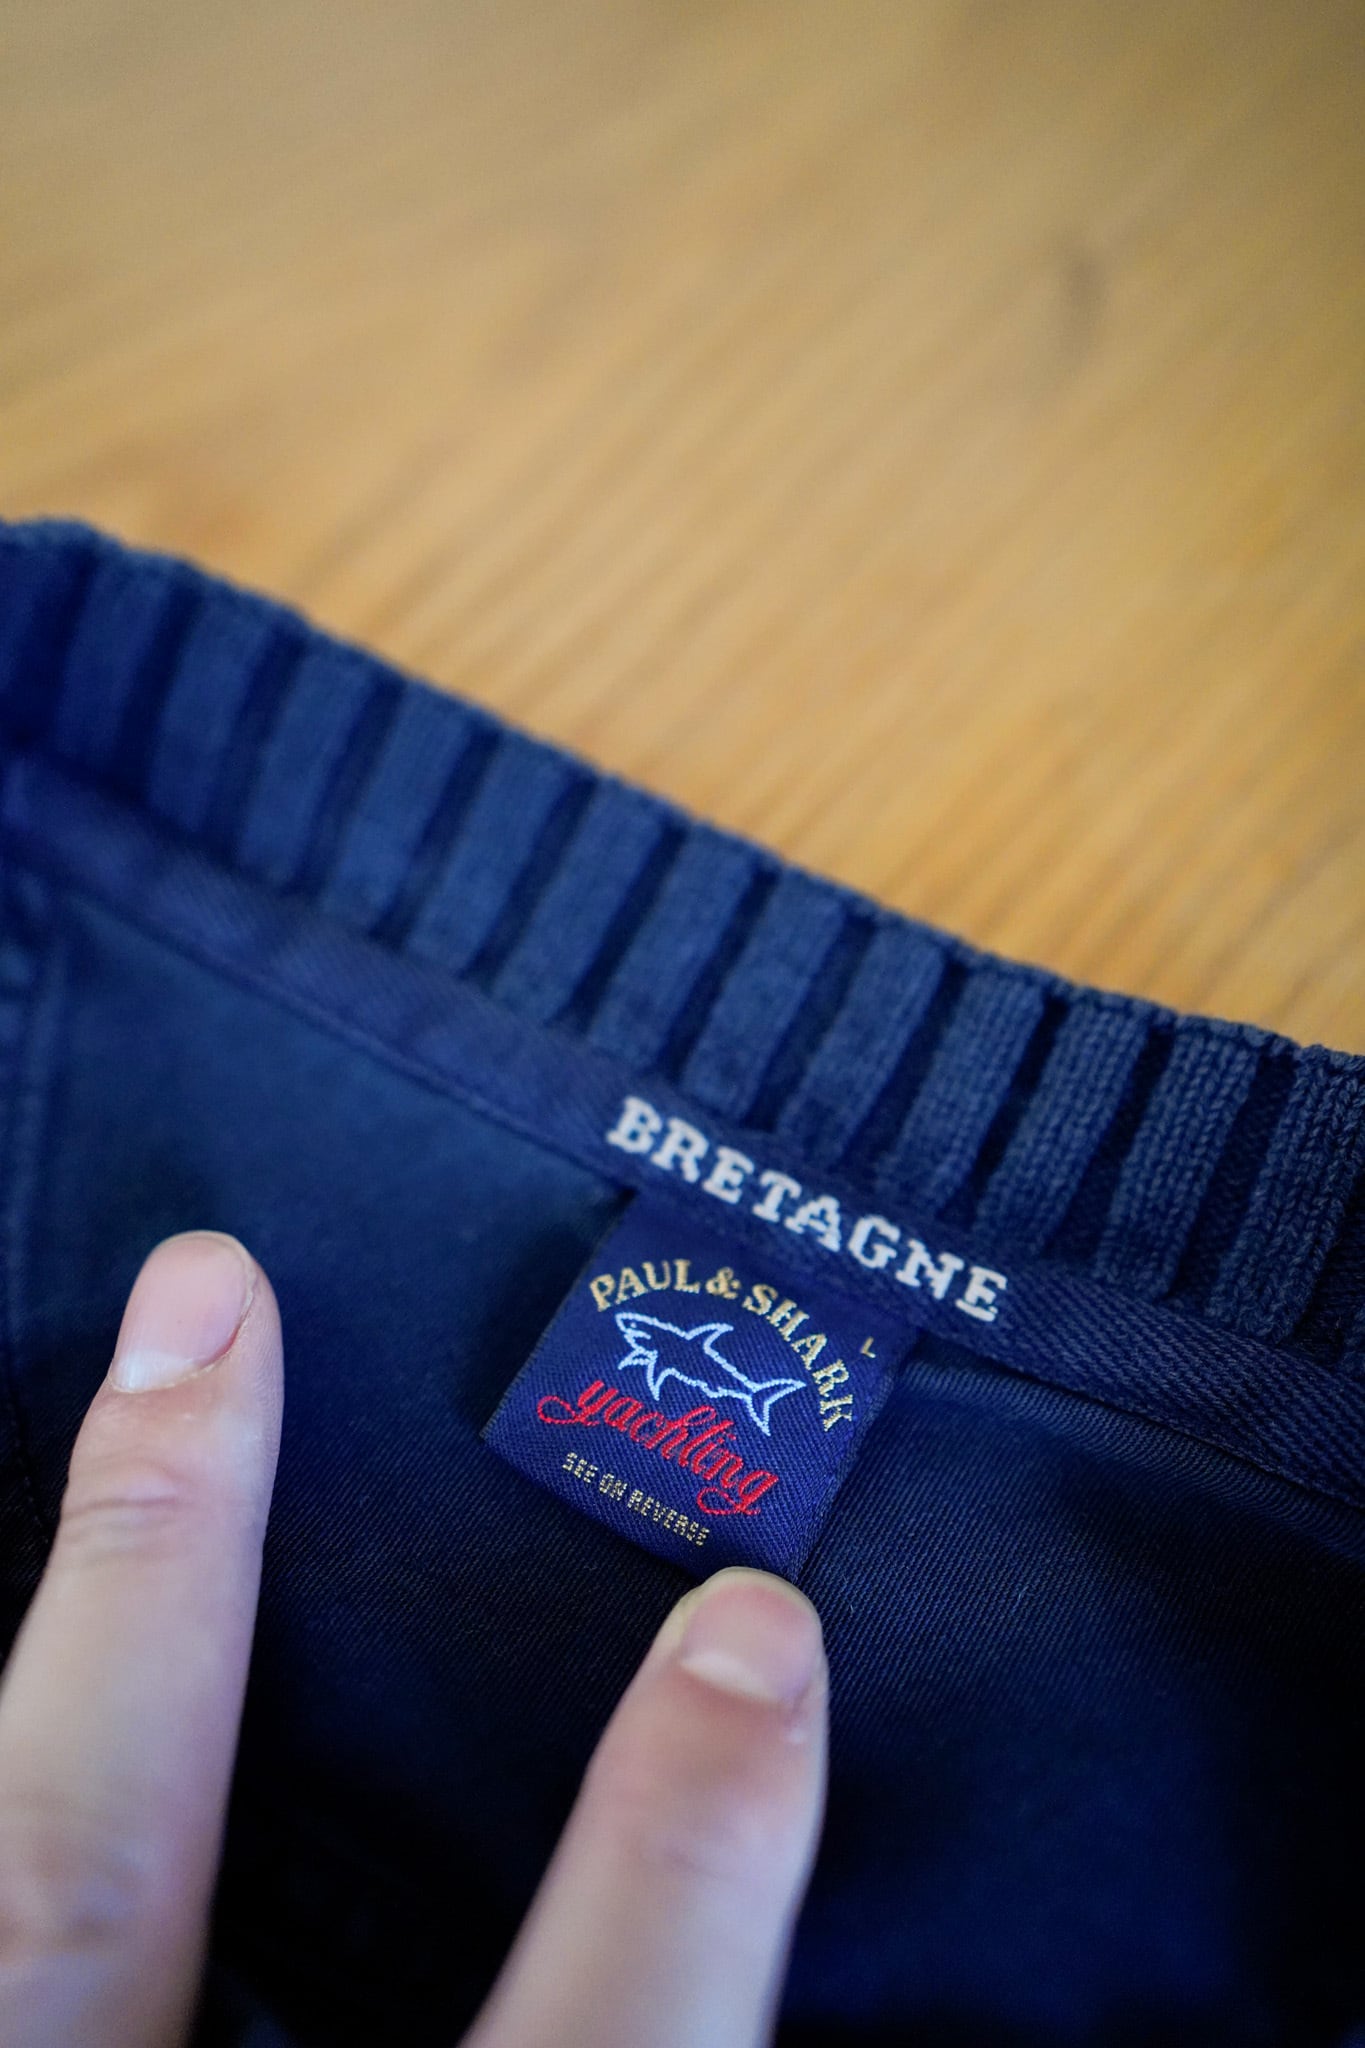 BRETAGNE
PAUL & SHARK
L
yachting
SEE ON REVERSE